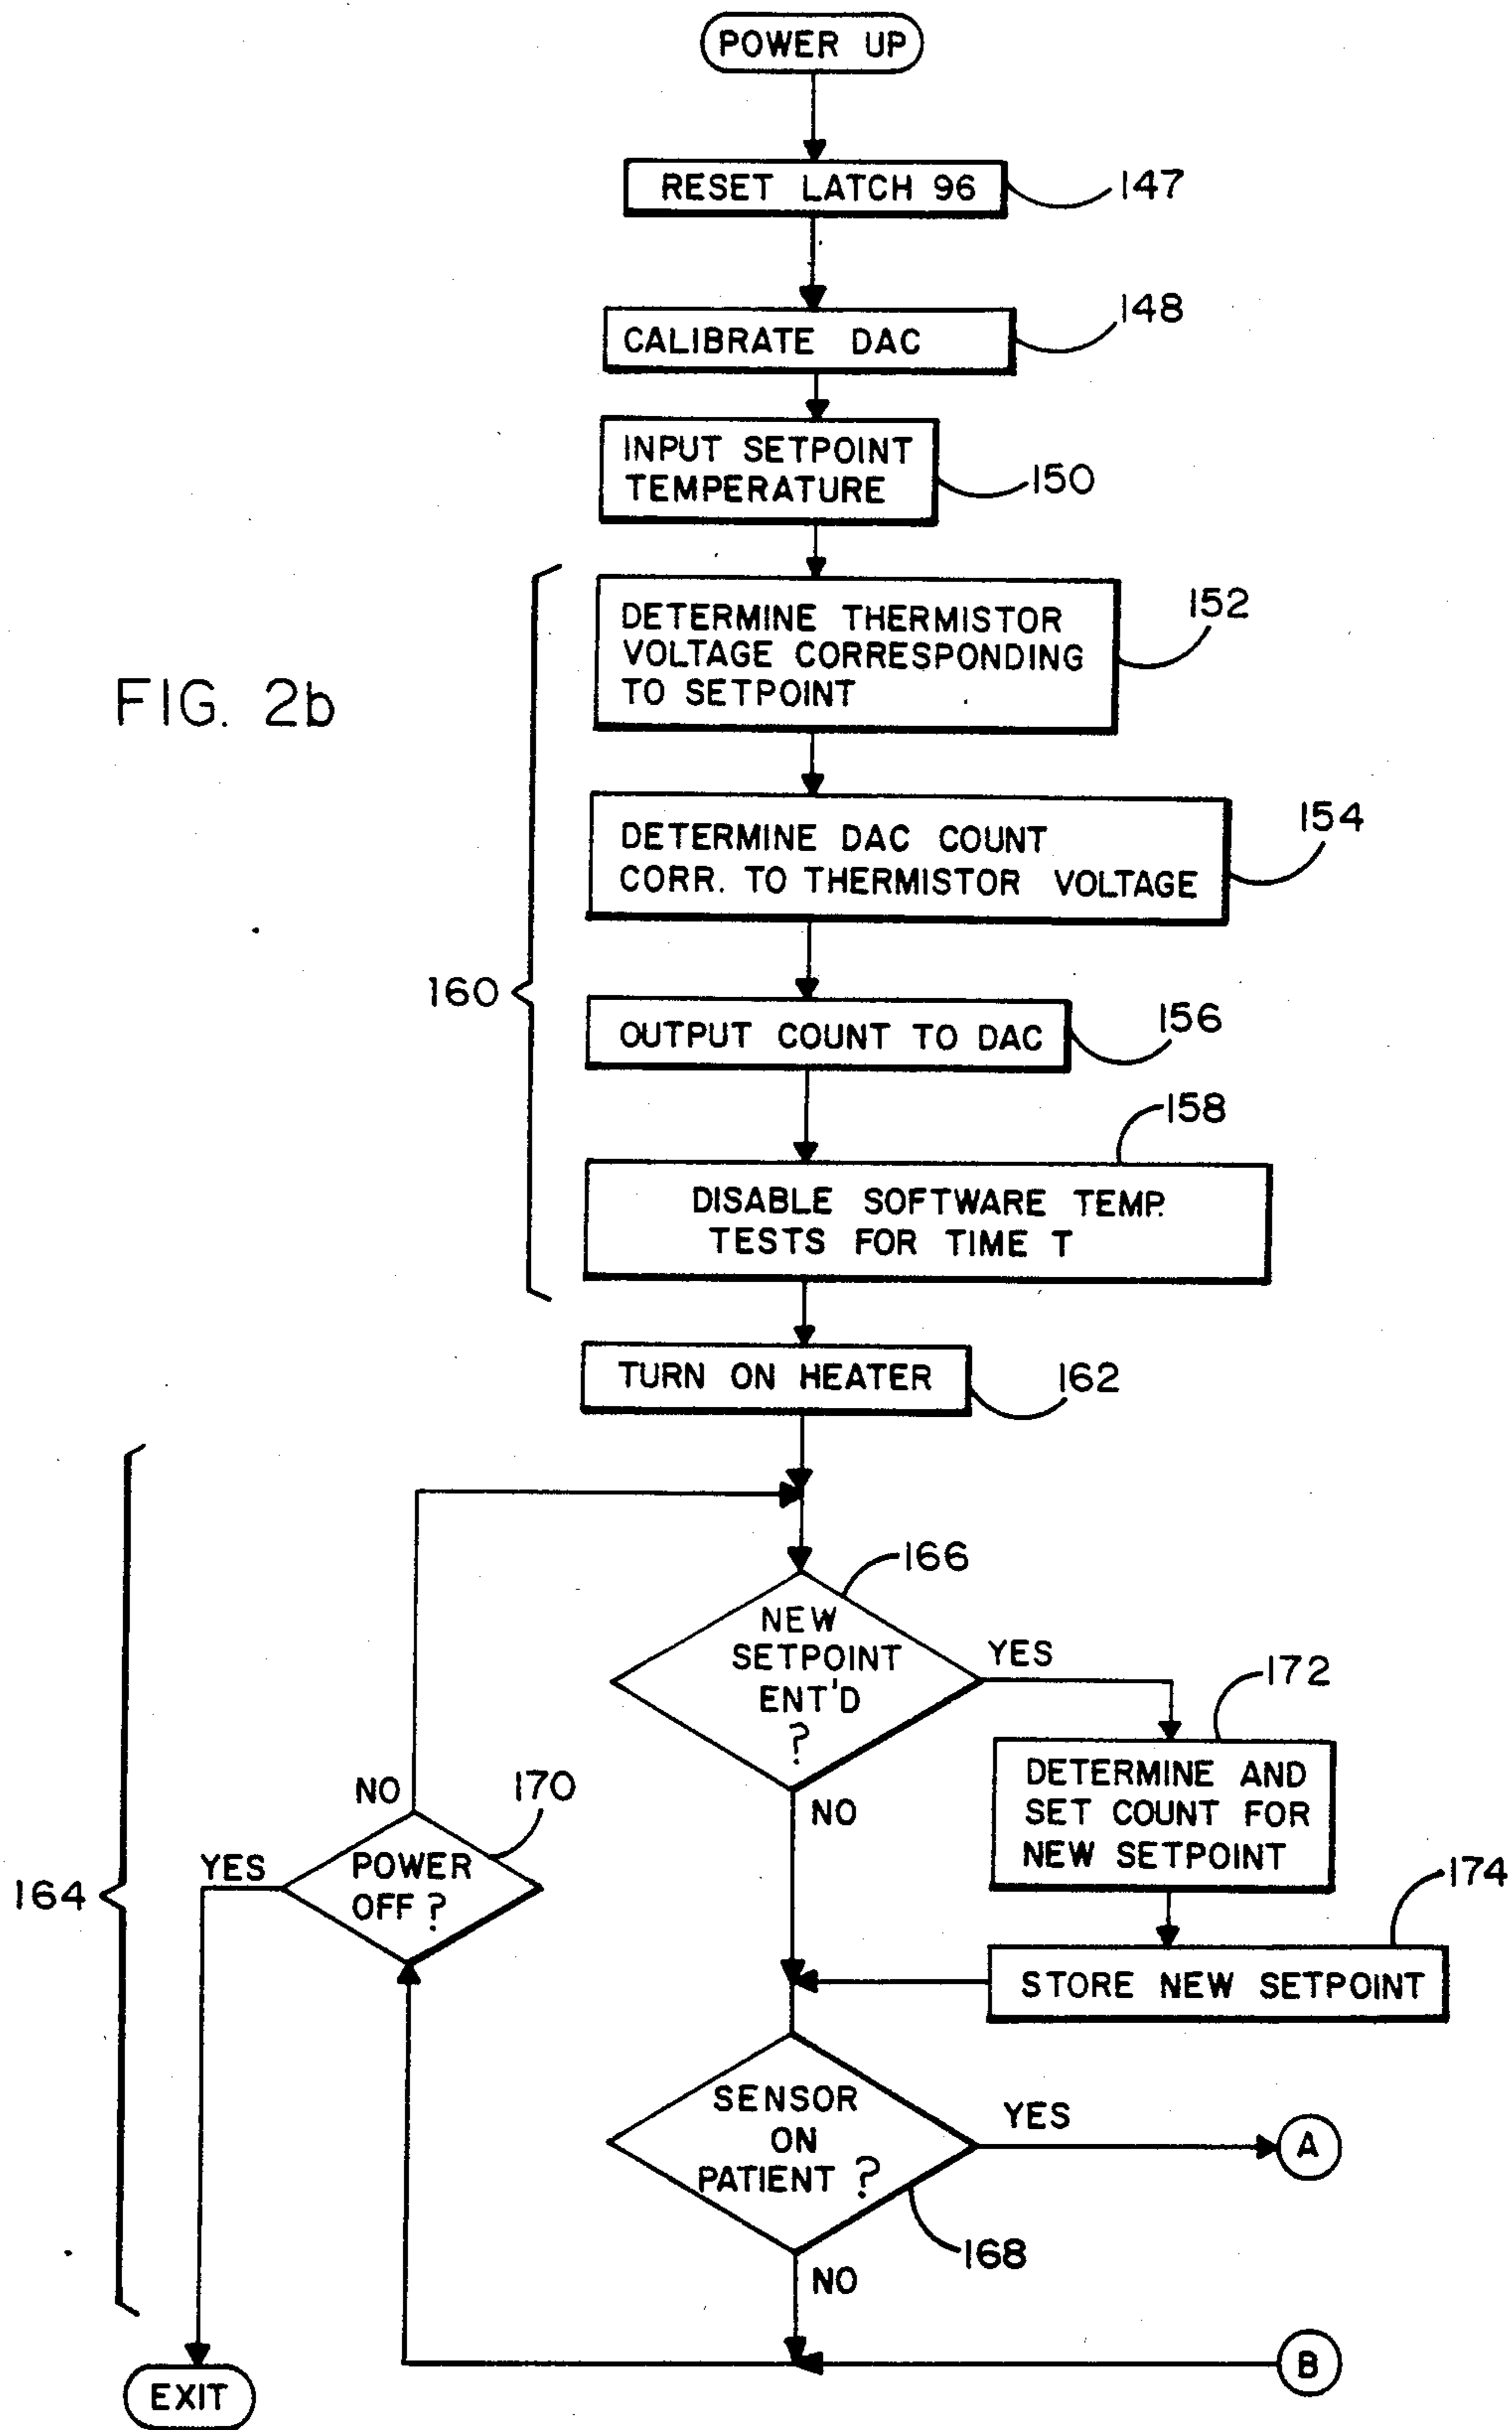 POWER UP
RESET LATCH 96
147
CALIBRATE DAC
148
INPUT SETPOINT
TEMPERATURE
150
DETERMINE THERMISTOR
VOLTAGE CORRESPONDING
TO SETPOINT
152
FIG. 2b
DETERMINE DAC COUNT
CORR. TO THERMISTOR VOLTAGE
154
160
OUTPUT COUNT TO DAC
156
158
DISABLE SOFTWARE TEMP.
TESTS FOR TIME T
TURN ON HEATER
162
166
NEW
SETPOINT
ENT'D
?
YES
NO
172
DETERMINE AND
SET COUNT FOR
NEW SETPOINT
NO
170
POWER
OFF?
YES
164
174
STORE NEW SETPOINT
SENSOR
ON
PATIENT ?
YES
A
168
NO
B
EXIT